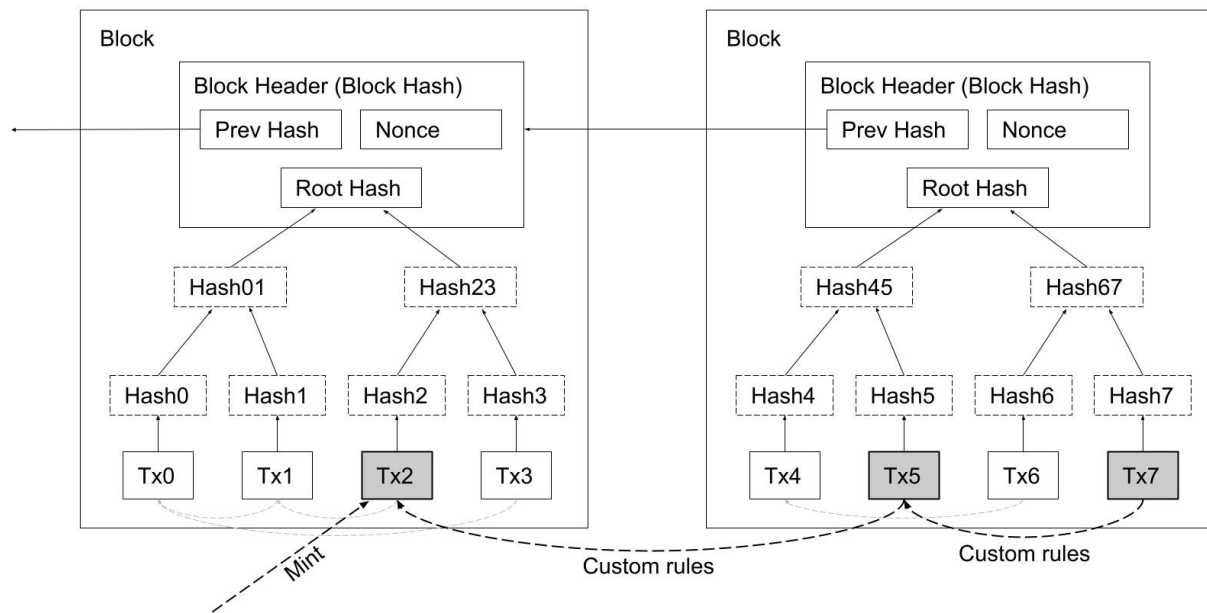 Block
Block
Block Header (Block Hash)
Block Header (Block Hash)
Prev Hash
Nonce
Prev Hash
Nonce
Root Hash
Root Hash
Hash01
Hash23
Hash45
Hash67
Hash0
Hash1
Hash2
Hash3
Hash4
Hash5
Hash6
Hash7
Tx0
Tx1
Tx2
Tx3
Tx4
Tx5
Tx6
Tx7
Mint
Custom rules
Custom rules